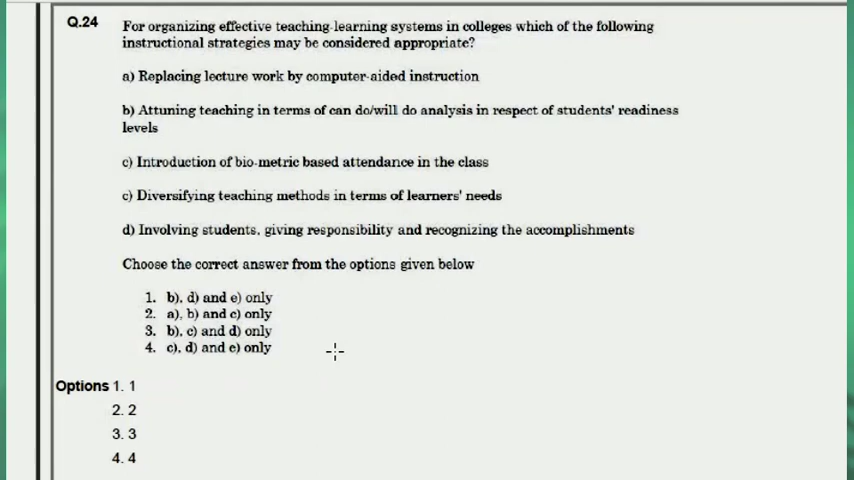 Q.24 For organizing effective teaching-learning systems in colleges which of the following
instructional strategies may be considered appropriate?
a) Replacing lecture work by computer-aided instruction
b) Attuning teaching in terms of can do/will do analysis in respect of students' readiness
levels
c) Introduction of bio-metric based attendance in the class
c) Diversifying teaching methods in terms of learners' needs
d) Involving students, giving responsibility and recognizing the accomplishments
Choose the correct answer from the options given below
1. b), d) and e) only
2. a), b) and c) only
3. b), c) and d) only
4. c), d) and e) only
Options 1. 1
2. 2
3. 3
4. 4